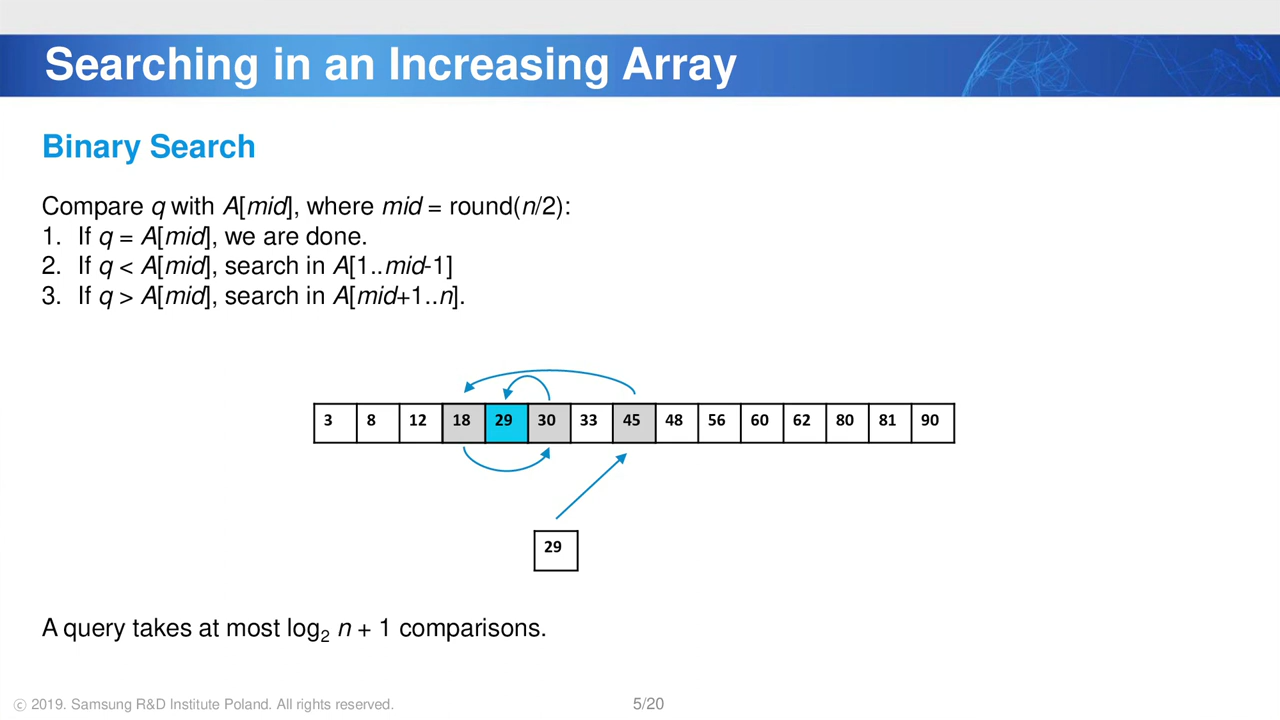 Searching in an Increasing Array
Binary Search
Compare q with A[mid], where mid = round(n/2):
1. If q = A[mid], we are done.
2. If q < A[mid], search in A[1..mid-1]
3. If q > A[mid], search in A[mid+1..n].
3 8 12 18 29 30 33 45 48 56 60 62 80 81 90
29
A query takes at most log₂ n + 1 comparisons.
ⓒ 2019. Samsung R&D Institute Poland. All rights reserved.
5/20